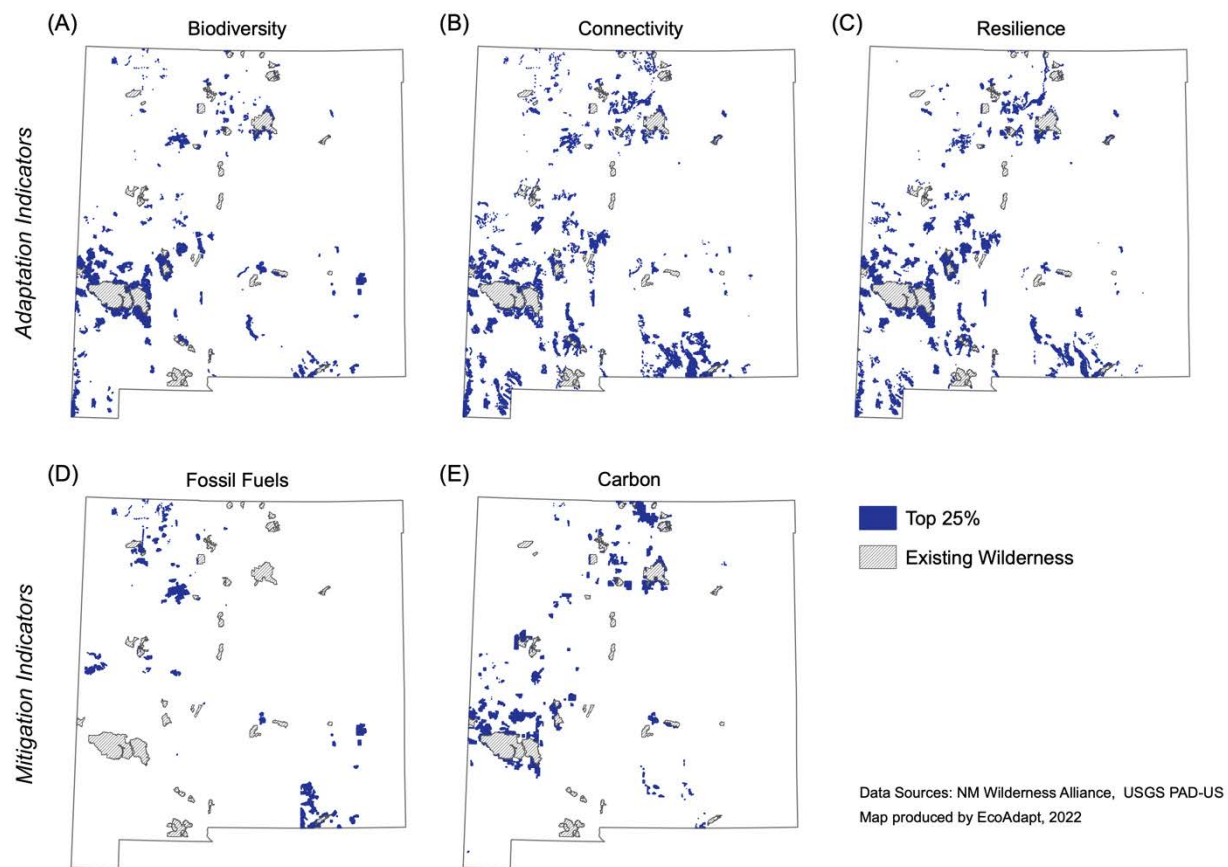 (A)
Biodiversity
(B)
Connectivity
(C)
Resilience
Adaptation Indicators
(D)
Fossil Fuels
(E)
Carbon
Mitigation Indicators
Top 25%
Existing Wilderness
Data Sources: NM Wilderness Alliance, USGS PAD-US
Map produced by EcoAdapt, 2022